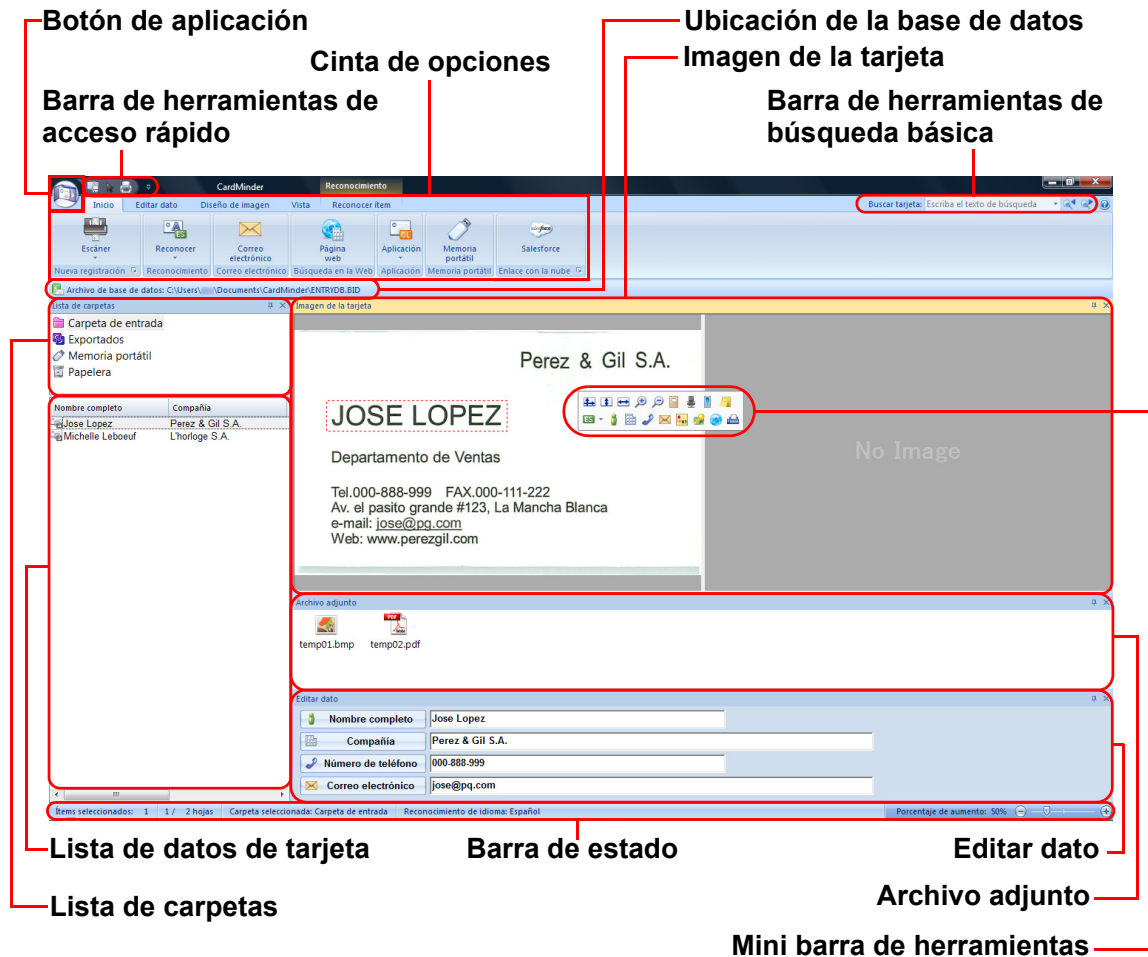 Botón de aplicación
Ubicación de la base de datos
Cinta de opciones
Imagen de la tarjeta
Barra de herramientas de
acceso rápido
Barra de herramientas de
búsqueda básica
CardMinder
Reconocimiento
Inicio
Editar dato
Diseño de imagen
Vista
Reconocer ítem
Buscar tarjeta:
Escriba el texto de búsqueda
Escáner
Reconocer
Correo
electrónico
Página
web
Aplicación
Memoria
portátil
salesforce
Salesforce
Nueva registración
Reconocimiento
Correo electrónico
Búsqueda en la Web
Aplicación
Memoria portátil
Enlace con la nube
Archivo de base de datos: C:\Users\ \Documents\CardMinder\ENTRYDB.BID
Lista de carpetas
Imagen de la tarjeta
Carpeta de entrada
Exportados
Memoria portátil
Papelera
Nombre completo
Compañía
Jose Lopez
Perez & Gil S.A.
Michelle Leboeuf
L'horloge S.A.
Perez & Gil S.A.
JOSE LOPEZ
ES
Departamento de Ventas
No Image
Tel.000-888-999 FAX.000-111-222
Av. el pasito grande #123, La Mancha Blanca
e-mail: jose@pg.com
Web: www.perezgil.com
Archivo adjunto
PDF
Adobe
temp01.bmp
temp02.pdf
Editar dato
Nombre completo
Jose Lopez
Compañía
Perez & Gil S.A.
Número de teléfono
000-888-999
Correo electrónico
jose@pq.com
Ítems seleccionados: 1
1 / 2 hojas
Carpeta seleccionada: Carpeta de entrada
Reconocimiento de idioma: Español
Porcentaje de aumento: 50%
Lista de datos de tarjeta
Barra de estado
Editar dato
Archivo adjunto
Lista de carpetas
Mini barra de herramientas